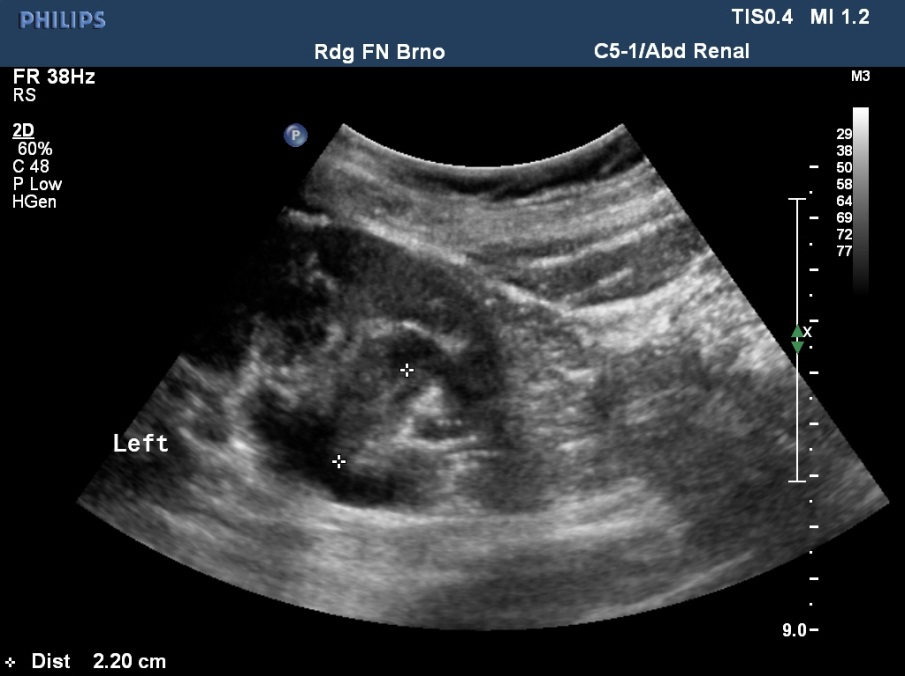 PHILIPS
TIS0.4 MI 1.2
Rdg FN Brno
C5-1/Abd Renal
FR 38Hz
RS
M3
2D
60%
C 48
P Low
HGen
29
38
50
58
64
69
72
77
P
x
Left
9.0
Dist 2.20 cm